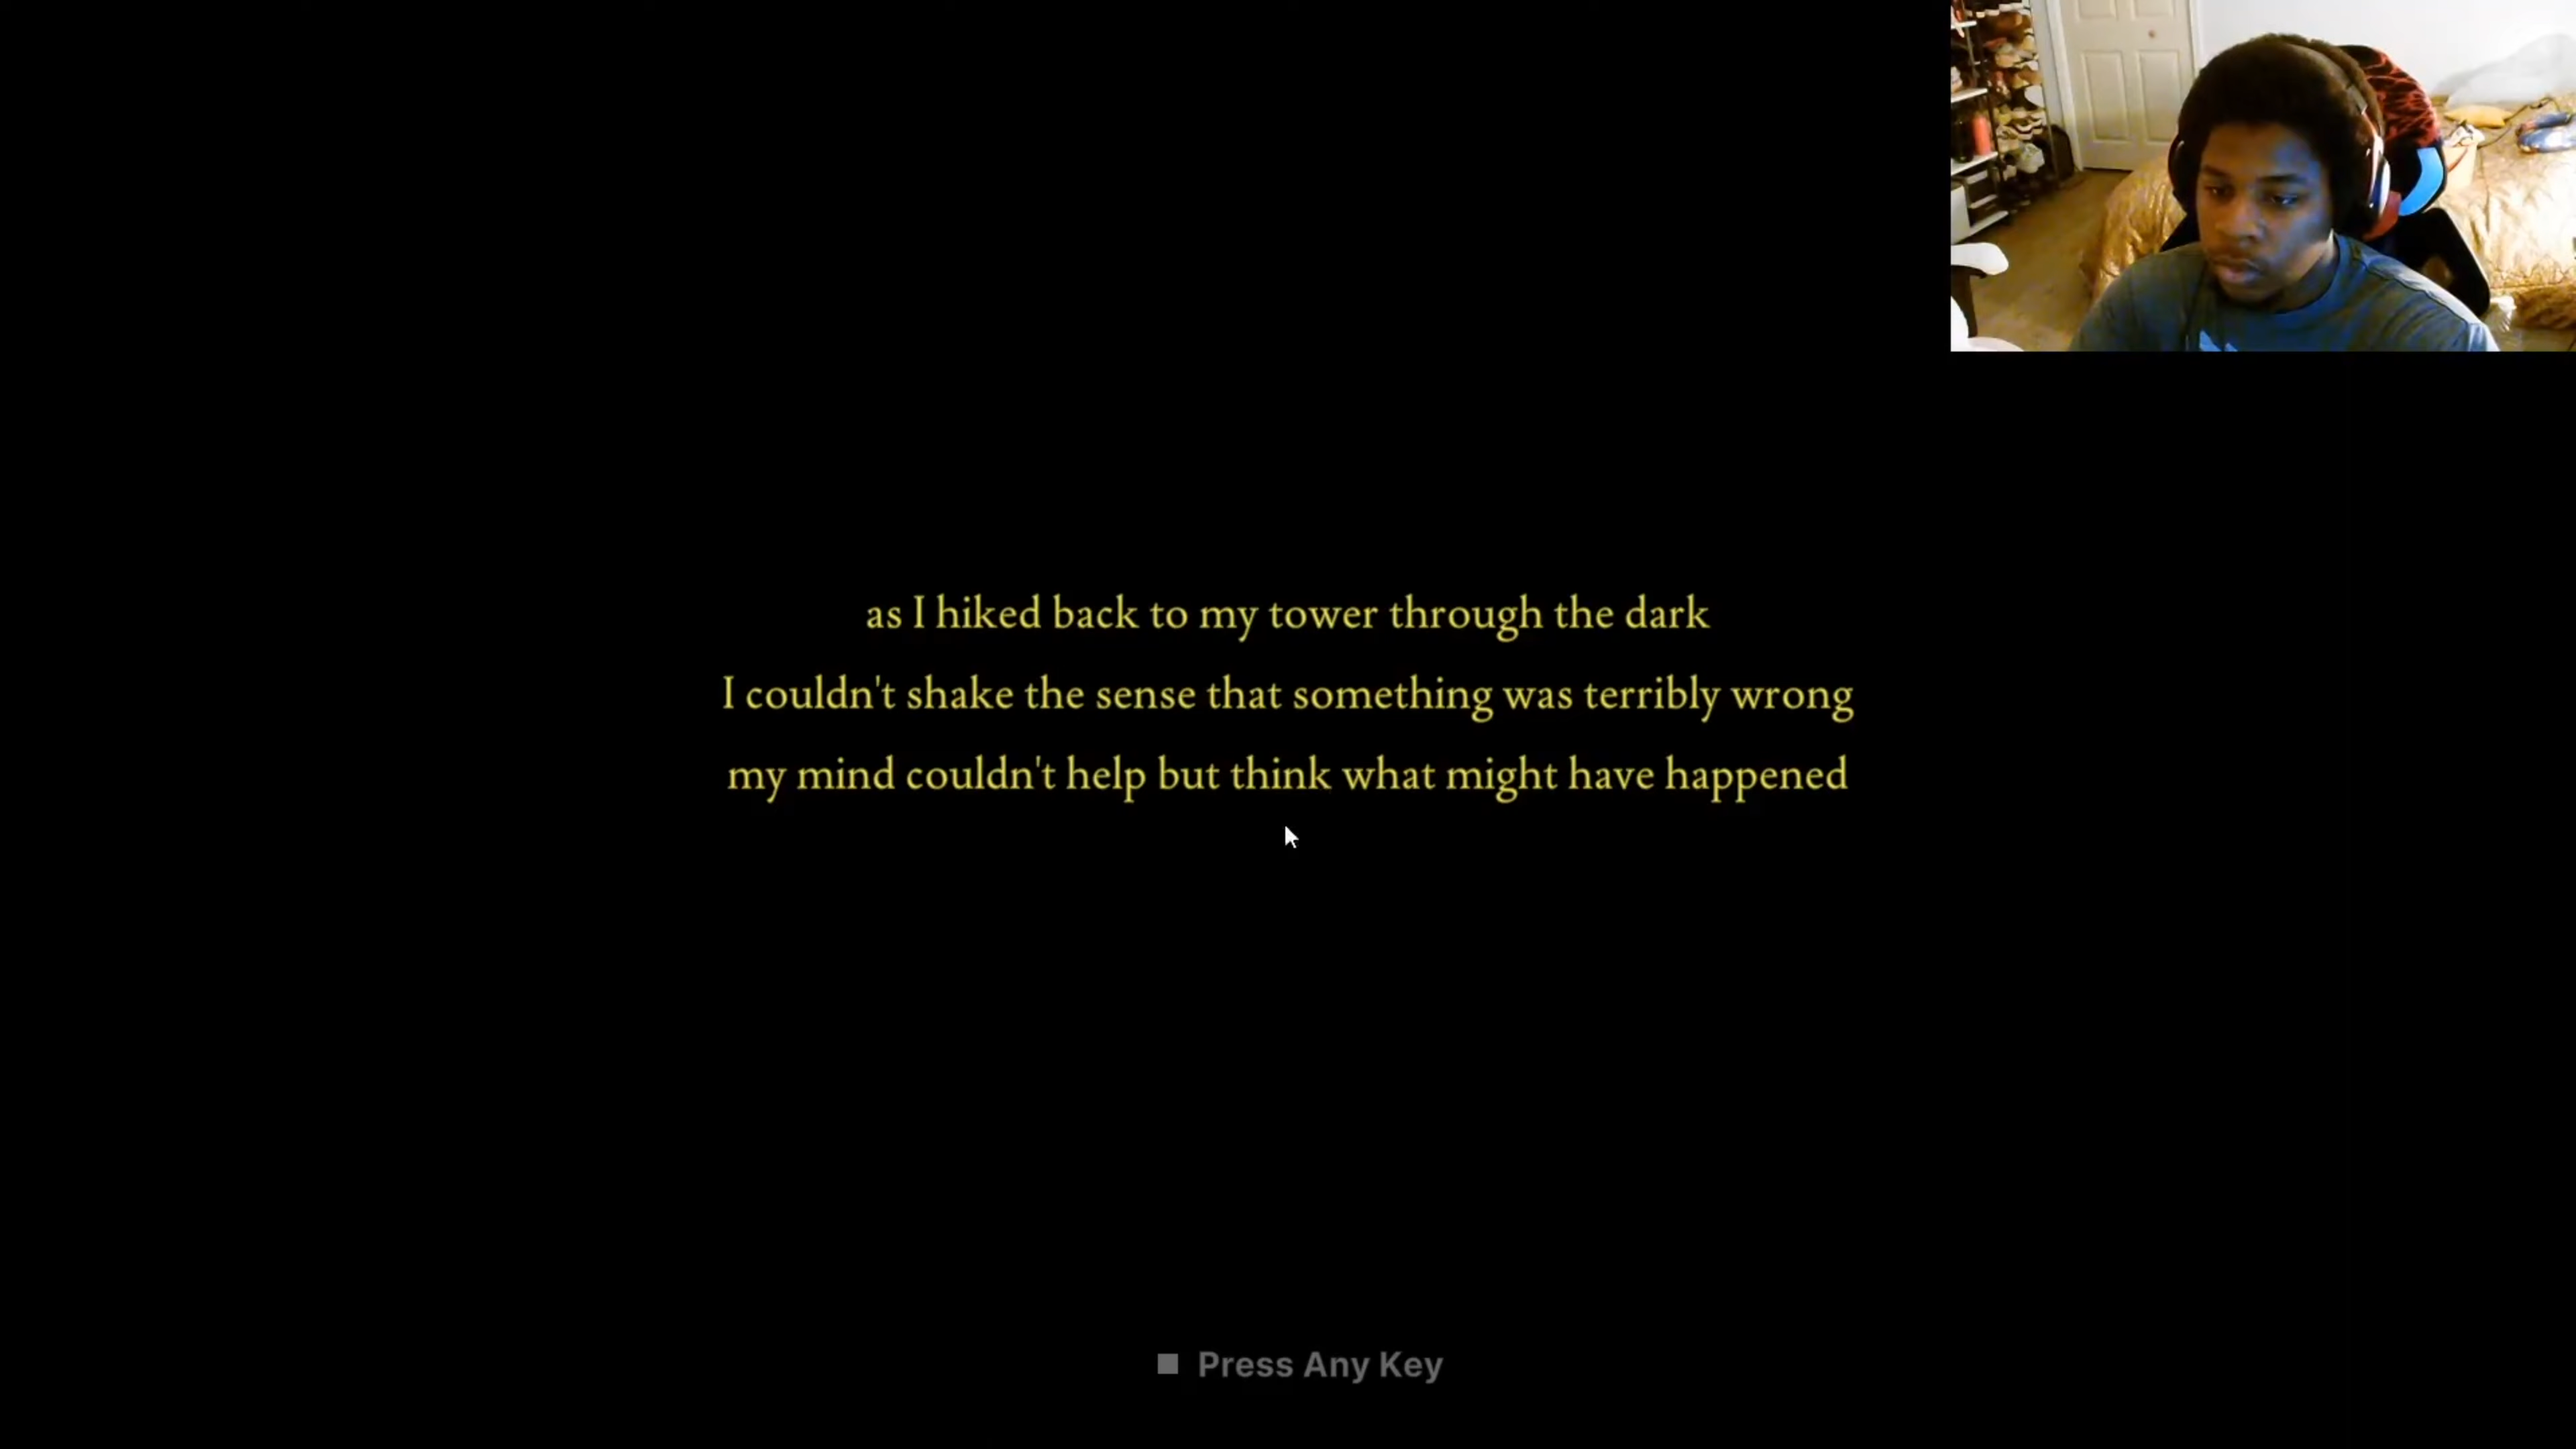 as I hiked back to my tower through the dark
I couldn't shake the sense that something was terribly wrong
my mind couldn't help but think what might have happened
Press Any Key